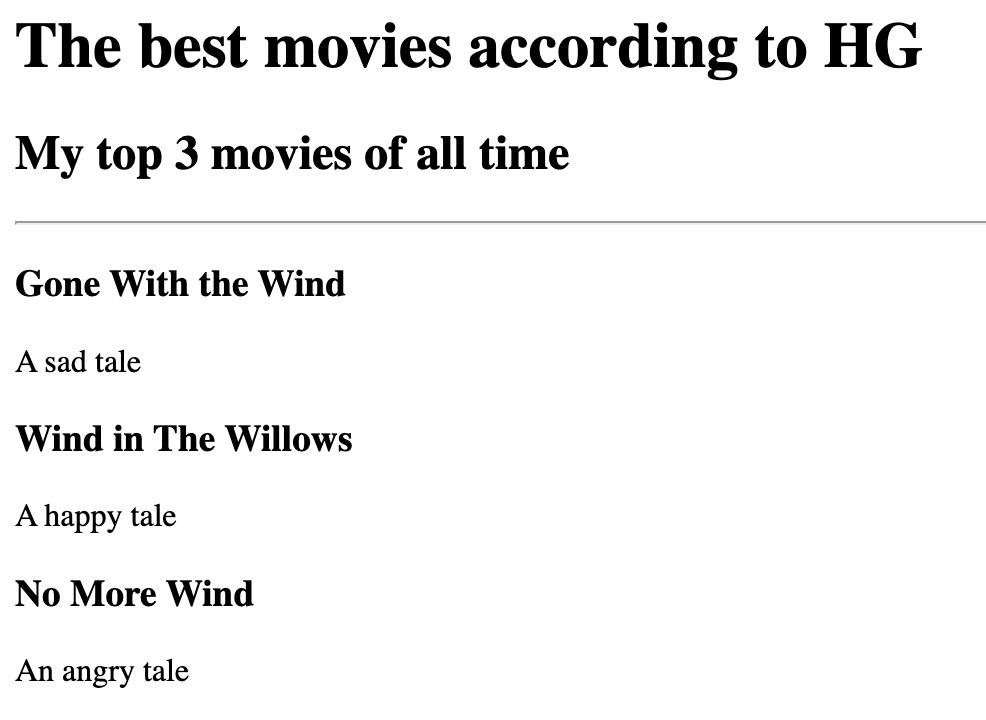 The best movies according to HG
My top 3 movies of all time
Gone With the Wind
A sad tale
Wind in The Willows
A happy tale
No More Wind
An angry tale